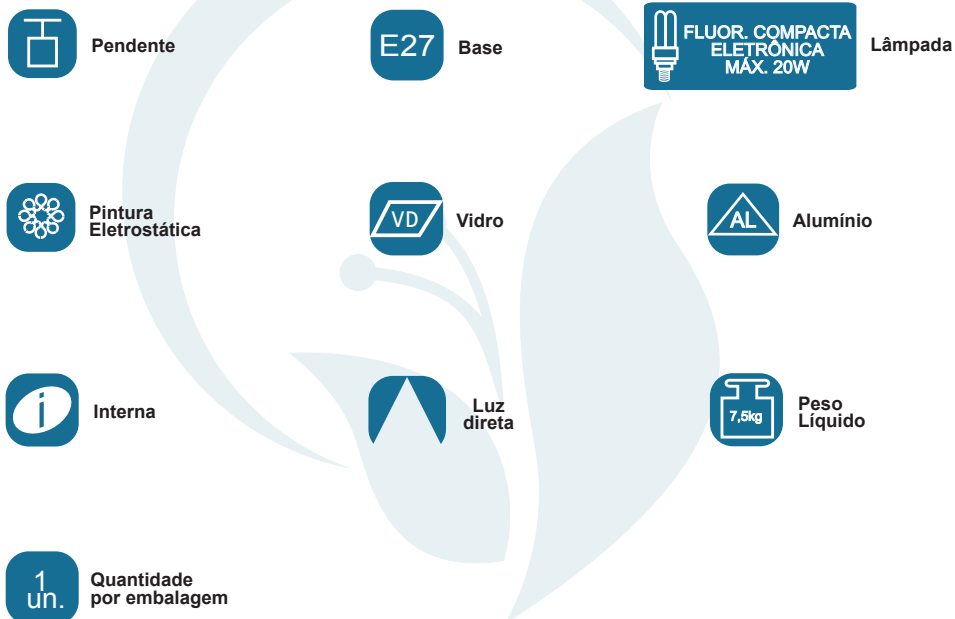 Pendente
E27
Base
FLUOR. COMPACTA
ELETRÔNICA
MÁX. 20W
Lâmpada
Pintura
Eletrostática
VD
Vidro
AL
Alumínio
i
Interna
Luz
direta
7,5kg
Peso
Líquido
1
un.
Quantidade
por embalagem